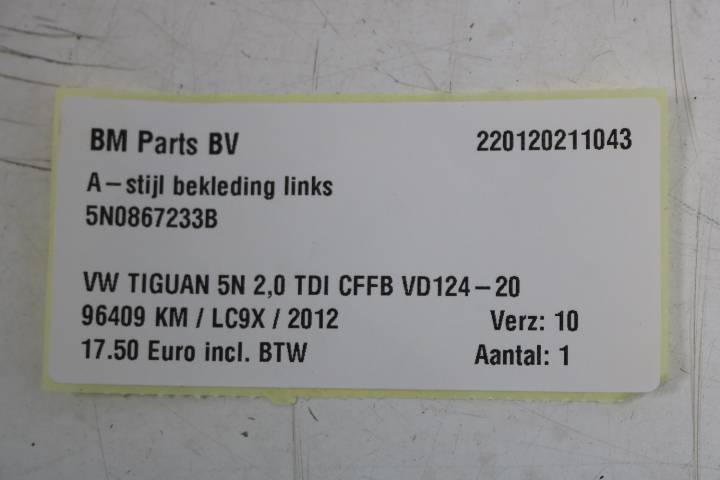 BM Parts BV 220120211043
A-stijl bekleding links
5N0867233B
VW TIGUAN 5N 2,0 TDI CFFB VD124-20
96409 KM / LC9X / 2012 Verz: 10
17.50 Euro incl. BTW Aantal: 1